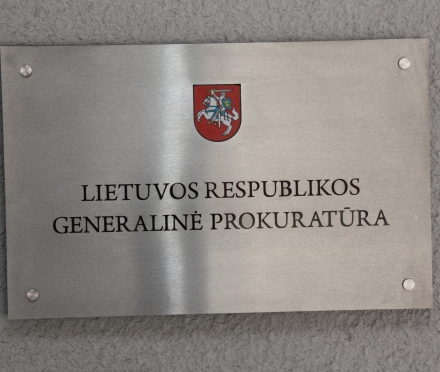 LIETUVOS RESPUBLIKOS
GENERALINĖ PROKURATŪRA